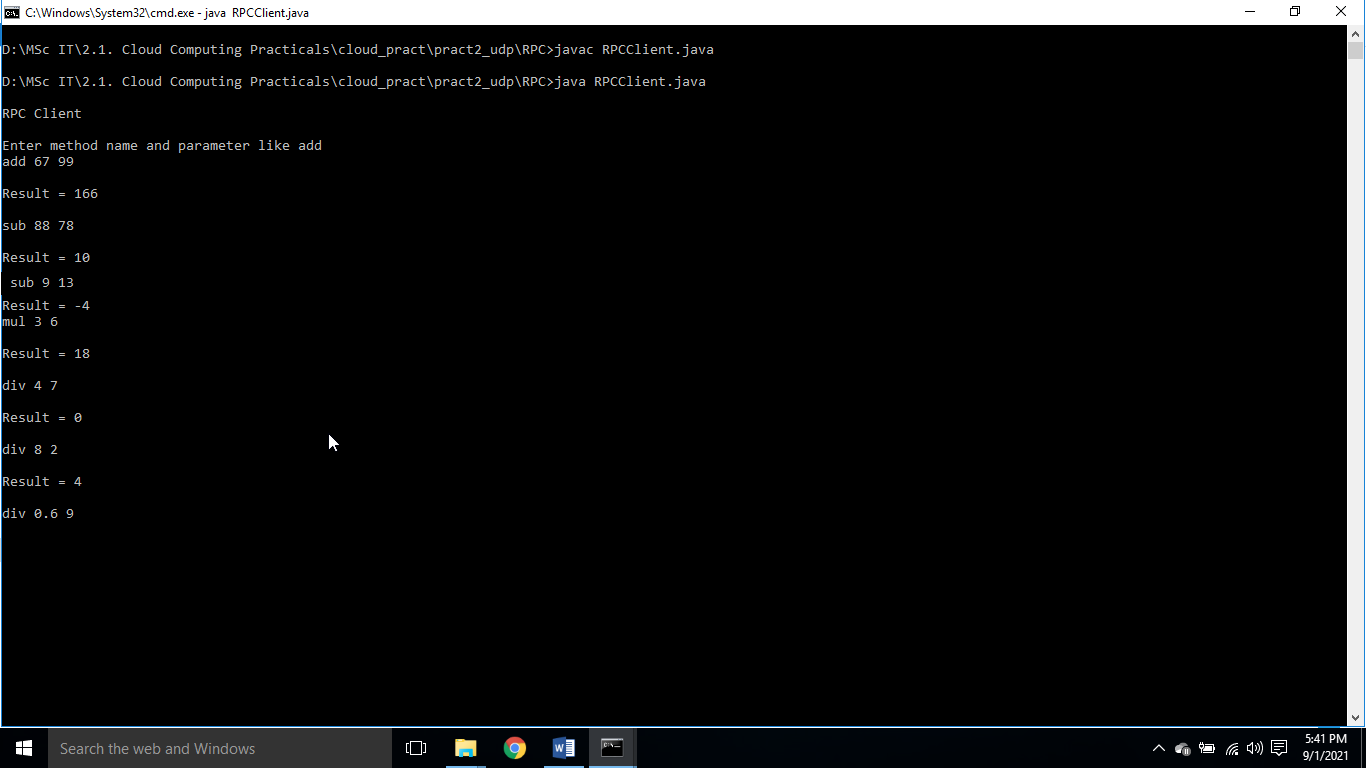 C:\Windows\System32\cmd.exe - java  RPCClient.java
D:\MSc IT\2.1. Cloud Computing Practicals\cloud_pract\pract2_udp\RPC>javac RPCClient.java
D:\MSc IT\2.1. Cloud Computing Practicals\cloud_pract\pract2_udp\RPC>java RPCClient.java
RPC Client
Enter method name and parameter like add
add 67 99
Result = 166
sub 88 78
Result = 10
sub 9 13
Result = -4
mul 3 6
Result = 18
div 4 7
Result = 0
div 8 2
Result = 4
div 0.6 9
Search the web and Windows
5:41 PM
9/1/2021